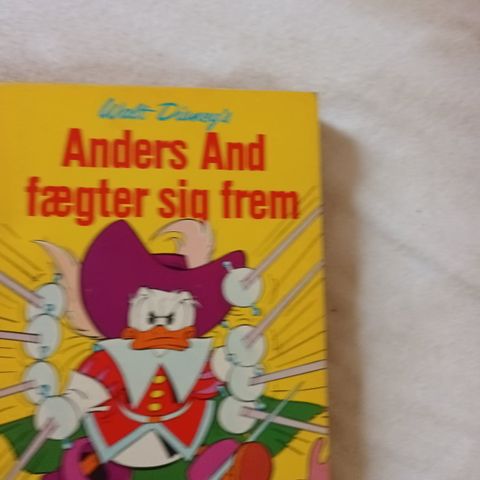 Walt Disney's
Anders And
fægter sig frem